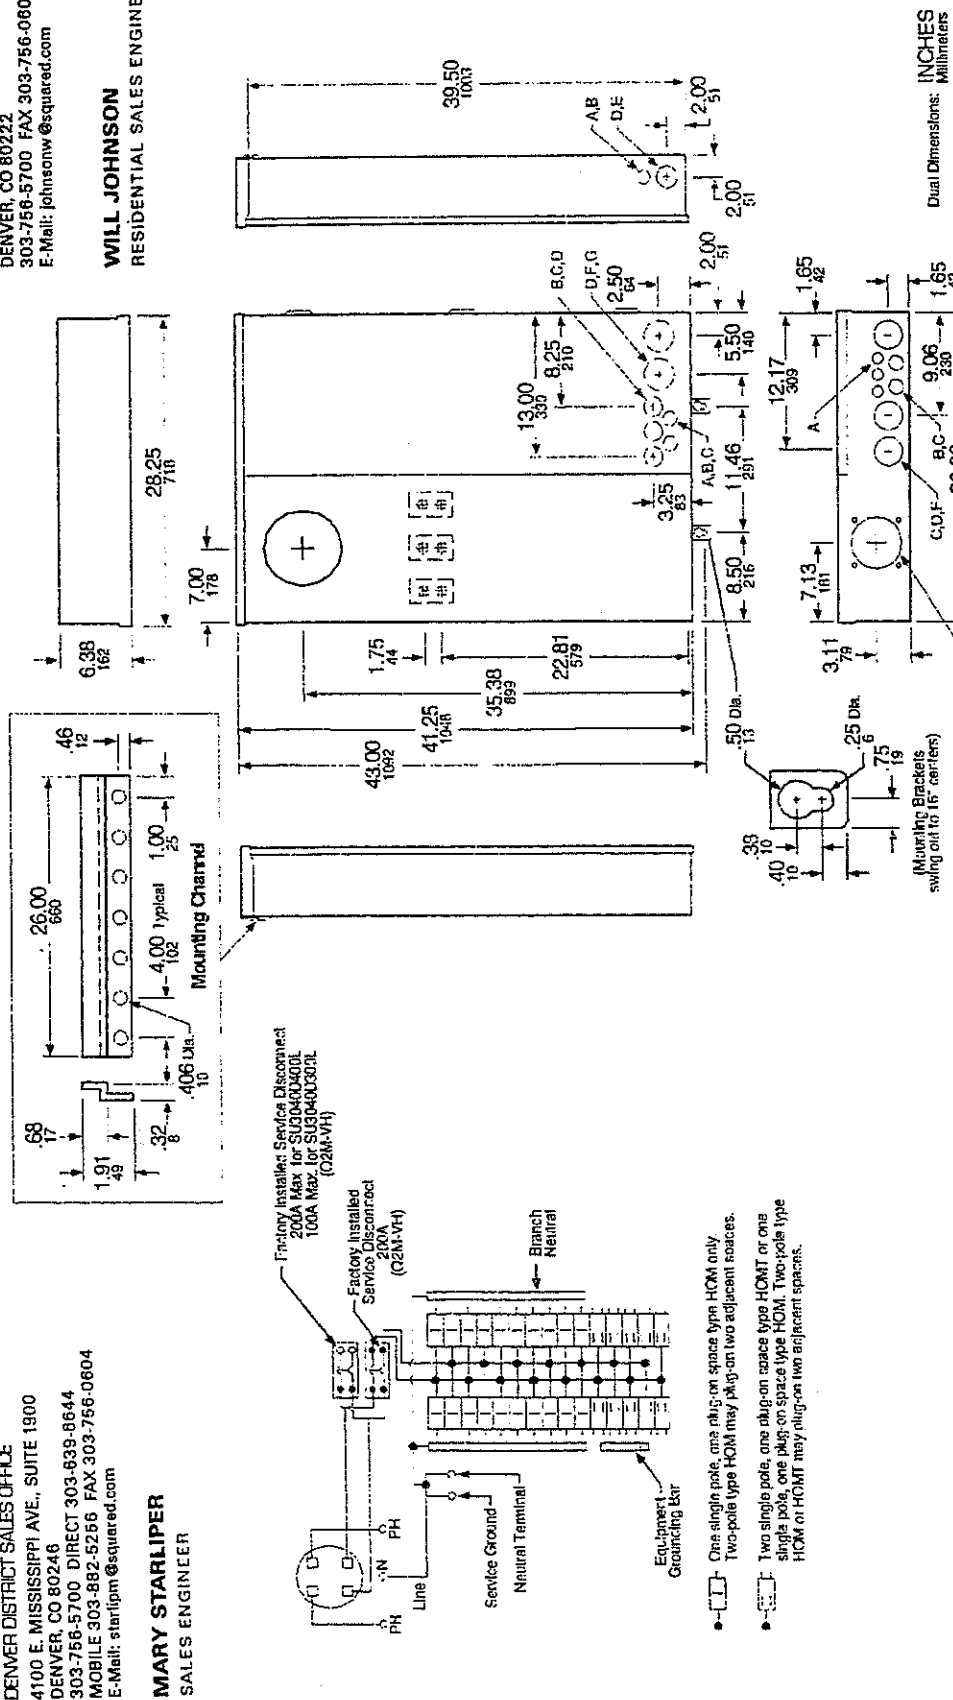 DENVER DISTRICT SALES OFFICE
4100 E. MISSISSIPPI AVE., SUITE 1900
DENVER, CO 80246
303-756-5700 DIRECT 303-639-8644
MOBILE 303-882-5256 FAX 303-756-0604
E-Mail: starlipm@squared.com
MARY STARLIPER
SALES ENGINEER
DENVER, CO 80222
303-756-5700 FAX 303-756-060
E-Mail: johnsonw@squared.com
WILL JOHNSON
RESIDENTIAL SALES ENGINE
.68
17
1.91
49
.32
8
.406 Dia.
10
26.00
660
4.00 Typical
102
1.00
25
.46
12
Mounting Channel
6.38
162
28.25
718
39.50
1003
A,B
D,E
2.00
51
2.00
51
7.00
178
43.00
1092
41.25
1048
35.38
899
1.75
44
22.81
579
13.00
330
8.25
210
B,C,D
D,F,G
2.50
64
2.00
51
3.25
83
A,B,C
8.50
216
11.46
291
5.50
140
.50 Dia.
13
.25 Dia.
6
.75
19
.39
10
.40
10
(Mounting Brackets
swing out to 16" centers)
3.11
79
7.13
181
12.17
309
A
1.65
42
C,D,F
B,C
9.06
230
1.65
Dual Dimensions: INCHES
Millimeters
Factory Installed Service Disconnect
200A Max. for SU3040D400L
100A Max. for SU3040D300L
(Q2M-VH)
Factory Installed
Service Disconnect
200A
(Q2M-VH)
PH
N
PH
Line
Service Ground
Neutral Terminal
Branch
Neutral
Equipment
Grounding Bar
One single pole, one plug-on space type HOM only.
Two-pole type HOM may plug-on two adjacent spaces.
Two single pole, one plug-on space type HOMT or one
single pole, one plug-on space type HOM. Two-pole type
HOM or HOMT may plug-on two adjacent spaces.